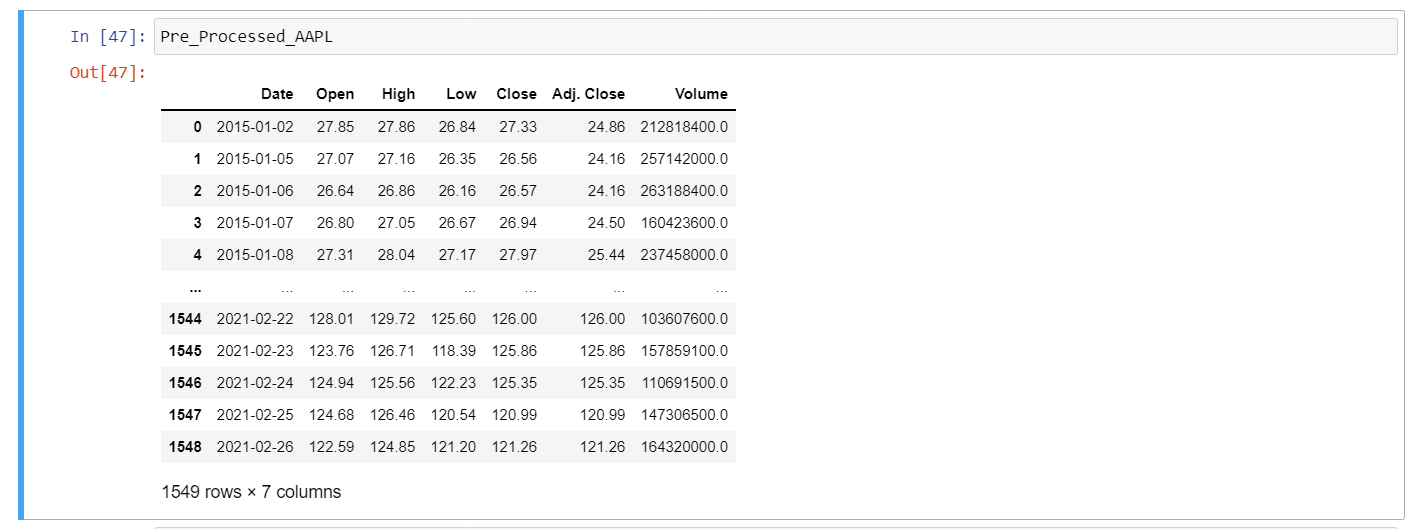 In [47]: Pre_Processed_AAPL
Out[47]:
Date Open High Low Close Adj. Close Volume
0 2015-01-02 27.85 27.86 26.84 27.33 24.86 212818400.0
1 2015-01-05 27.07 27.16 26.35 26.56 24.16 257142000.0
2 2015-01-06 26.64 26.86 26.16 26.57 24.16 263188400.0
3 2015-01-07 26.80 27.05 26.67 26.94 24.50 160423600.0
4 2015-01-08 27.31 28.04 27.17 27.97 25.44 237458000.0
... ... ... ... ... ... ... ...
1544 2021-02-22 128.01 129.72 125.60 126.00 126.00 103607600.0
1545 2021-02-23 123.76 126.71 118.39 125.86 125.86 157859100.0
1546 2021-02-24 124.94 125.56 122.23 125.35 125.35 110691500.0
1547 2021-02-25 124.68 126.46 120.54 120.99 120.99 147306500.0
1548 2021-02-26 122.59 124.85 121.20 121.26 121.26 164320000.0
1549 rows × 7 columns